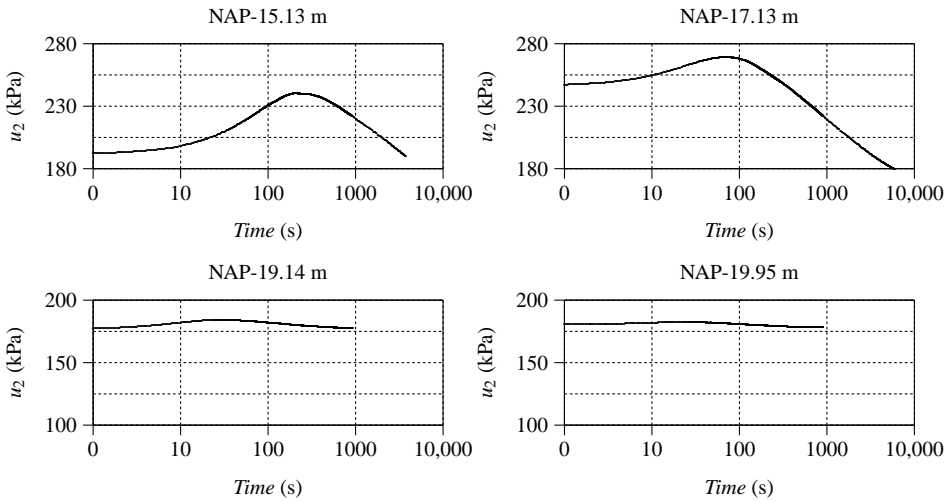 NAP-15.13 m
280
230
180
u2 (kPa)
0 10 100 1000 10,000
Time (s)
NAP-17.13 m
280
230
180
u2 (kPa)
0 10 100 1000 10,000
Time (s)
NAP-19.14 m
200
150
100
u2 (kPa)
0 10 100 1000 10,000
Time (s)
NAP-19.95 m
200
150
100
u2 (kPa)
0 10 100 1000 10,000
Time (s)